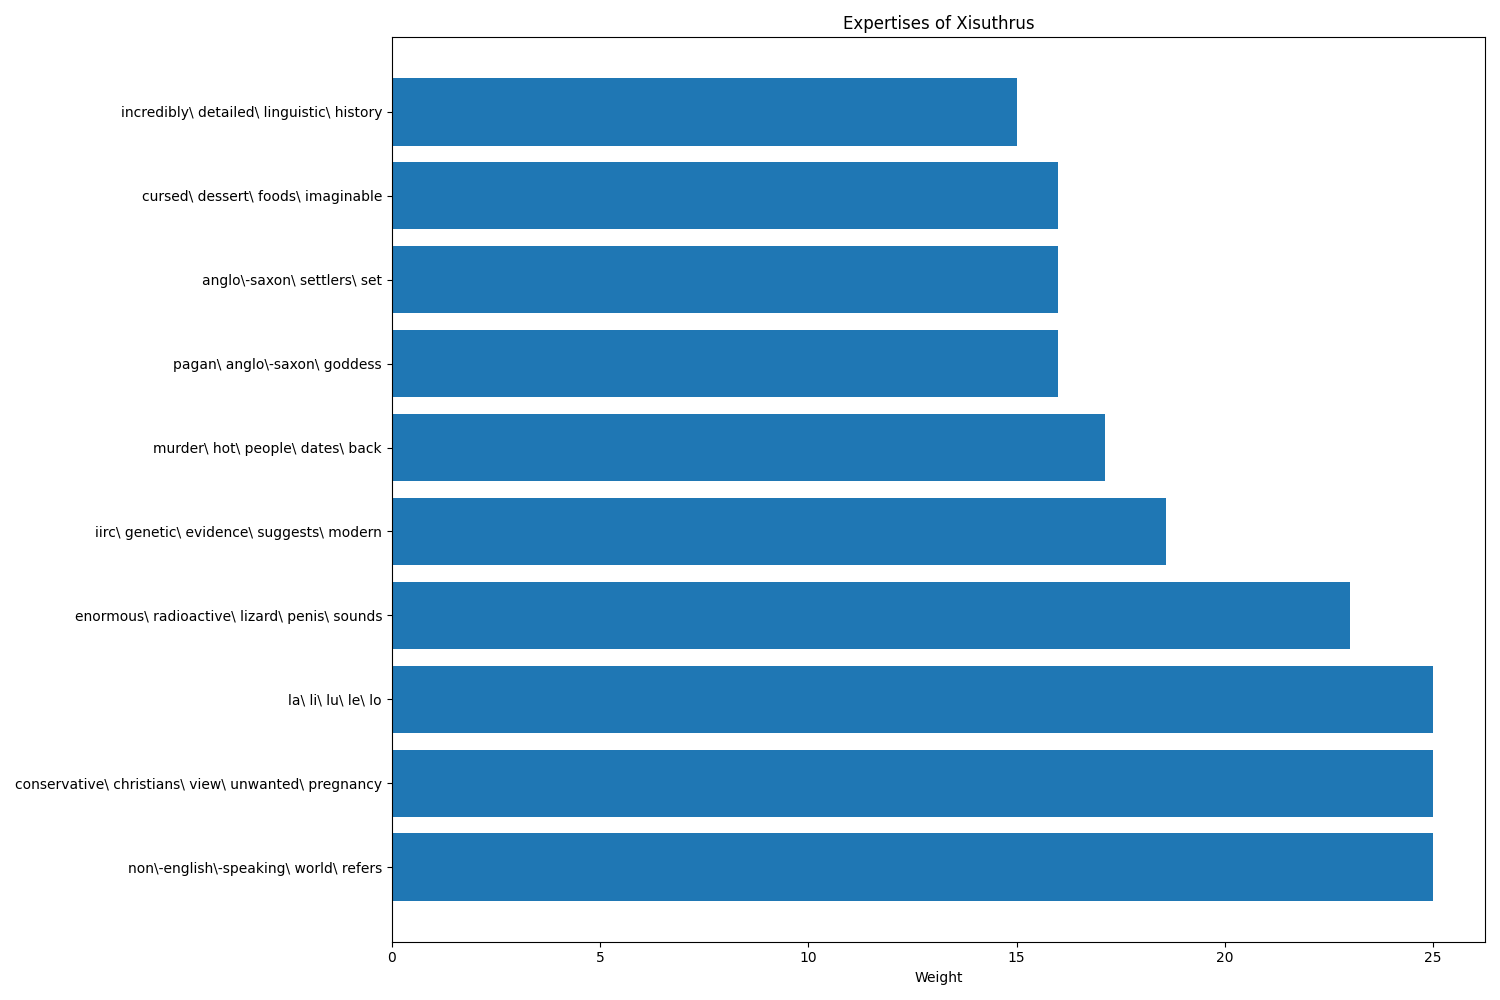 Expertises of Xisuthrus
incredibly\ detailed\ linguistic\ history
cursed\ dessert\ foods\ imaginable
anglo\-saxon\ settlers\ set
pagan\ anglo\-saxon\ goddess
murder\ hot\ people\ dates\ back
iirc\ genetic\ evidence\ suggests\ modern
enormous\ radioactive\ lizard\ penis\ sounds
la\ li\ lu\ le\ lo
conservative\ christians\ view\ unwanted\ pregnancy
non\-english\-speaking\ world\ refers
0 5 10 15 20 25
Weight